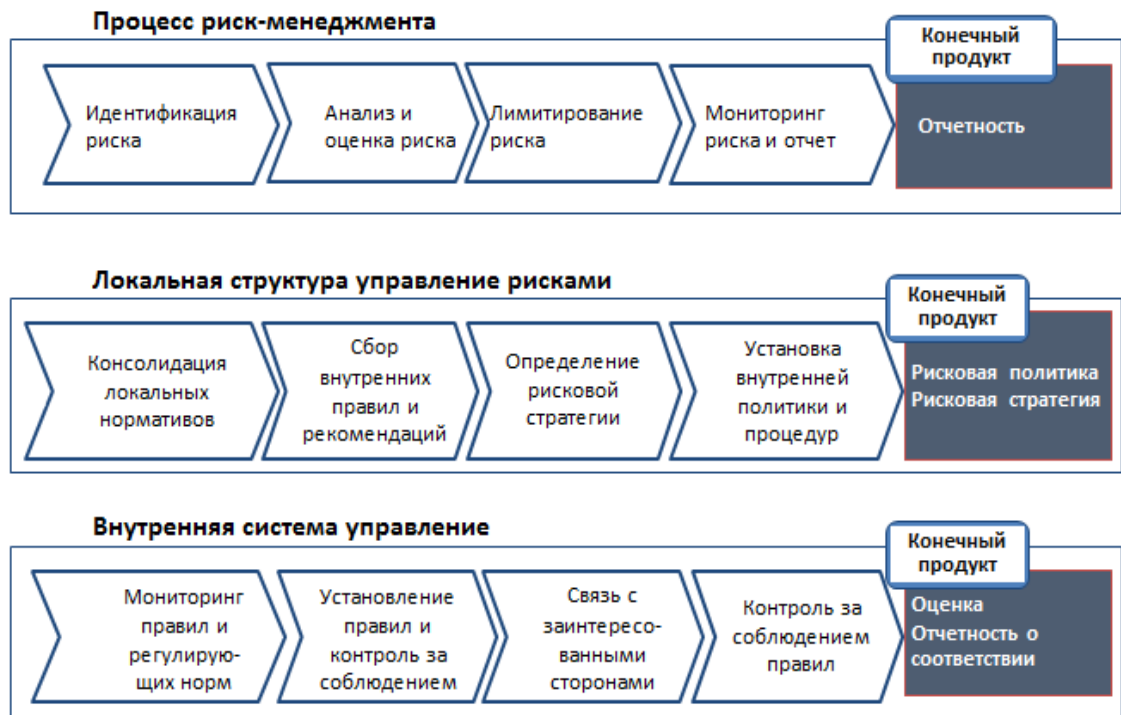 Процесс риск-менеджмента
Конечный
продукт
Идентификация
риска
Анализ и
оценка риска
Лимитирование
риска
Мониторинг
риска и отчет
Отчетность
Локальная структура управление рисками
Конечный
продукт
Консолидация
локальных
нормативов
Сбор
внутренних
правил и
рекомендаций
Определение
рисковой
стратегии
Установка
внутренней
политики и
процедур
Рисковая политика
Рисковая стратегия
Внутренняя система управление
Конечный
продукт
Мониторинг
правил и
регулирую-
щих норм
Установление
правил и
контроль за
соблюдением
Связь с
заинтересо-
ванными
сторонами
Контроль за
соблюдением
правил
Оценка
Отчетность о
соответствии